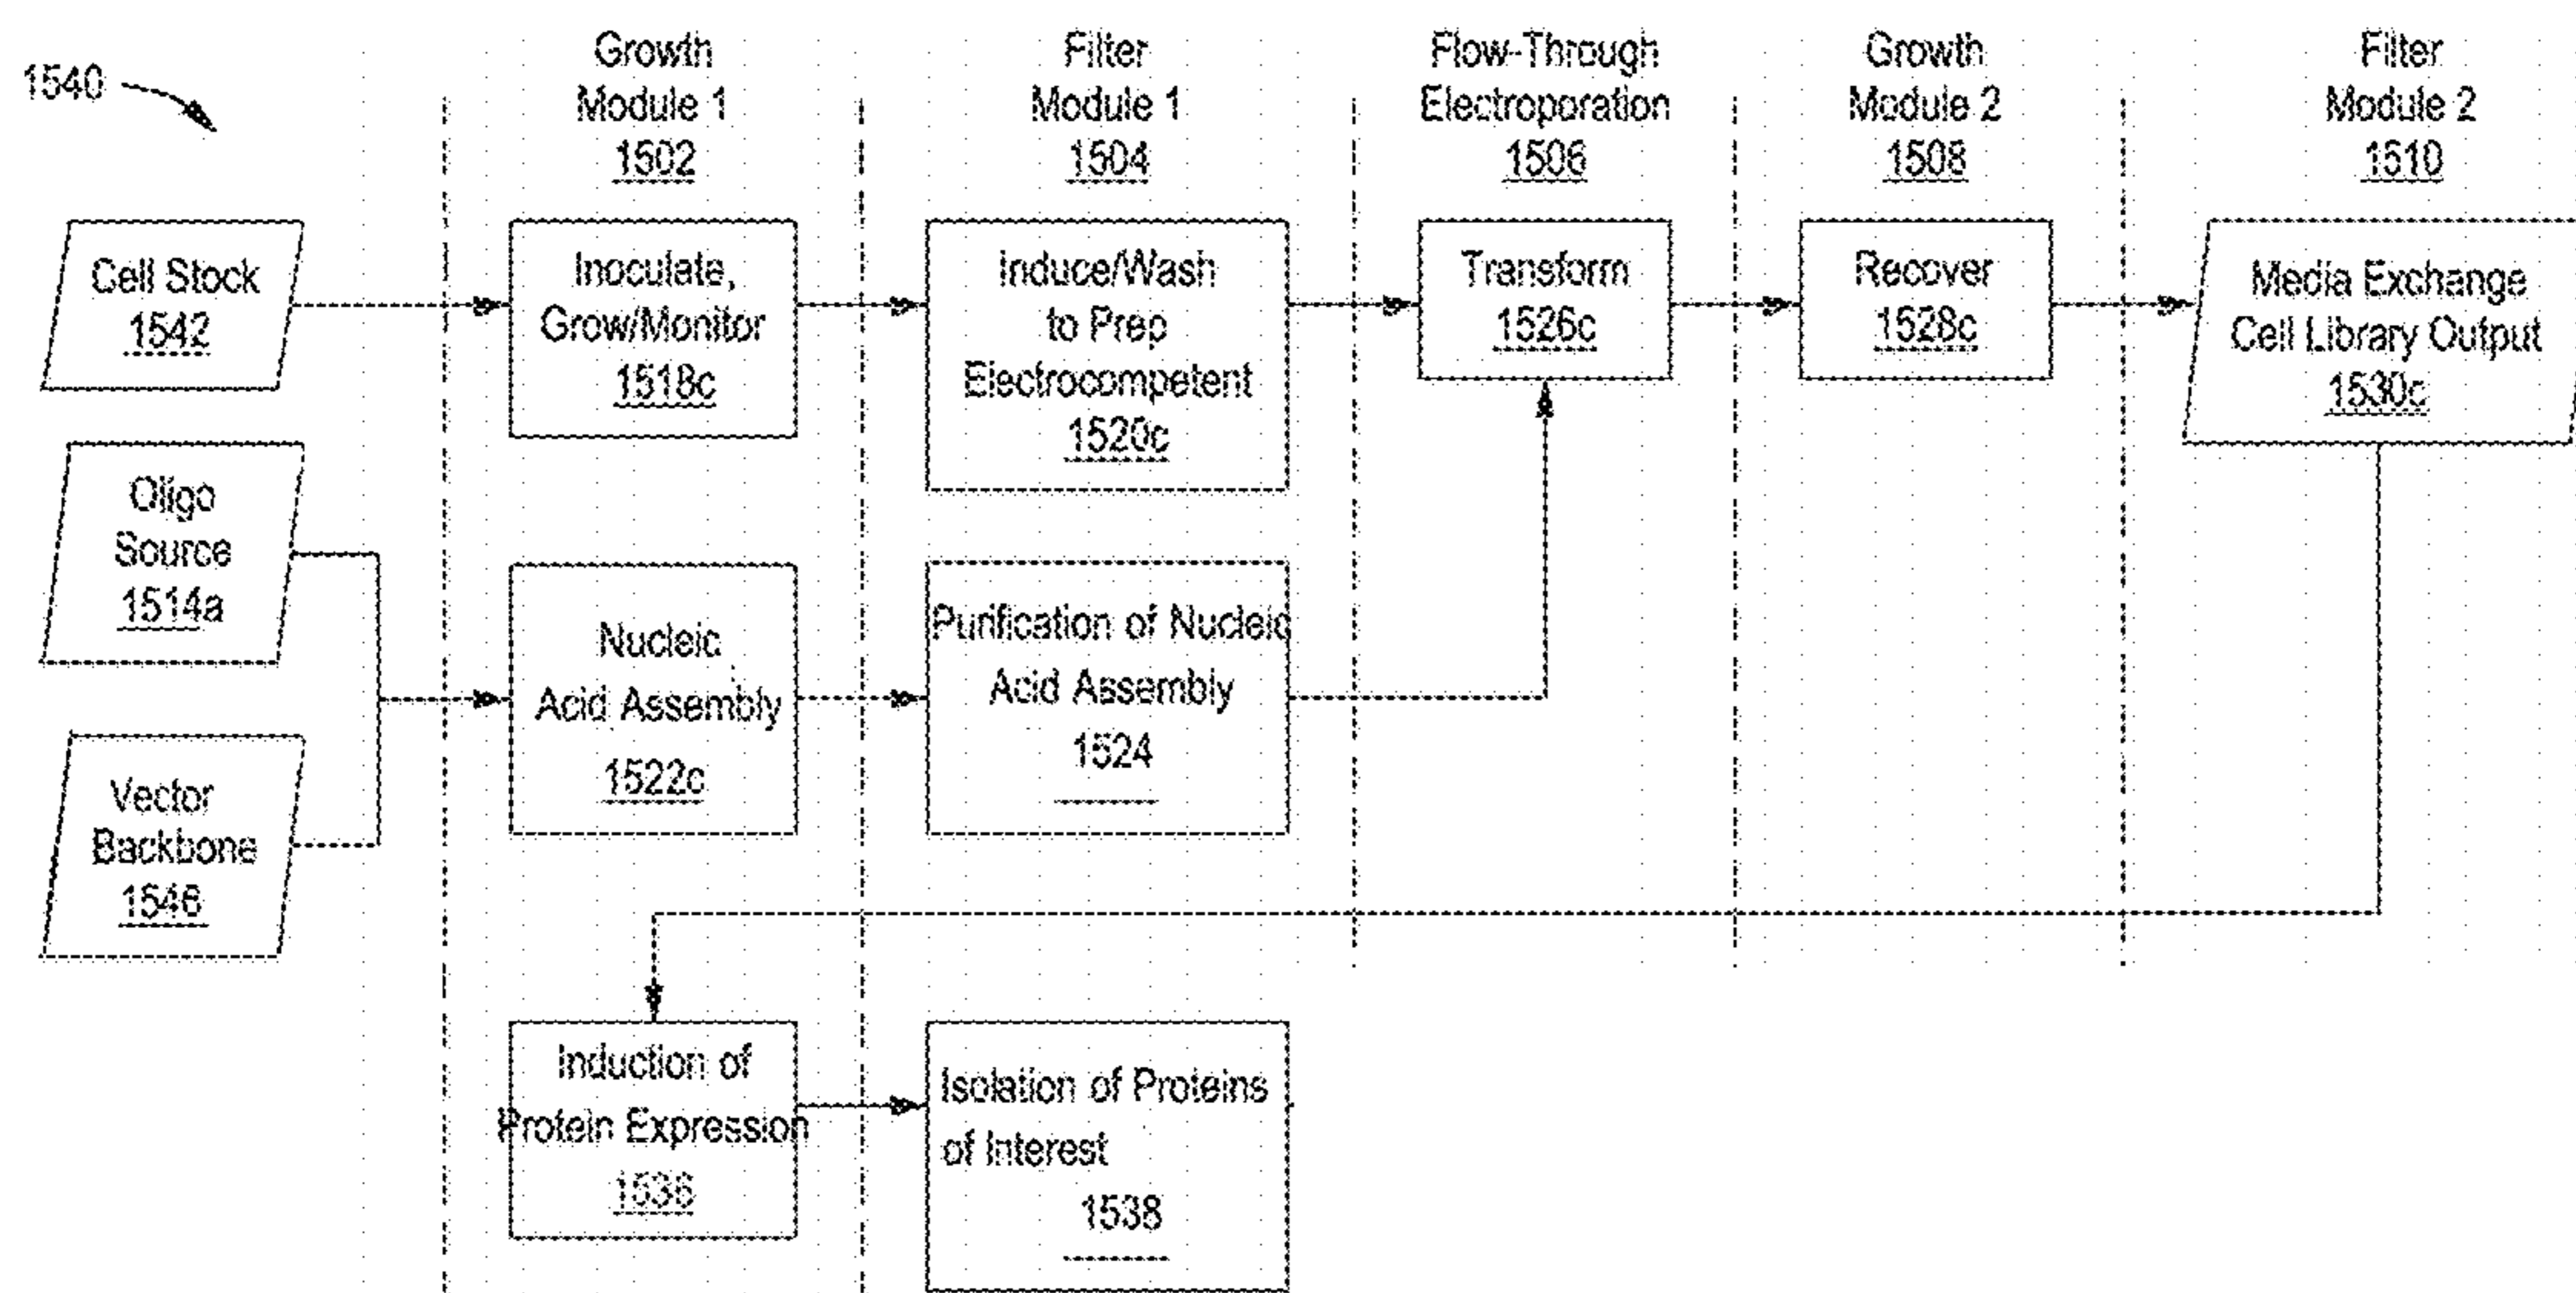 1540
Growth
Module 1
1502
Filter
Module 1
1504
Flow-Through
Electroporation
1506
Growth
Module 2
1508
Filter
Module 2
1510
Cell Stock
1542
Inoculate,
Grow/Monitor
1518c
Induce/Wash
to Prep
Electrocompetent
1520c
Transform
1526c
Recover
1528c
Media Exchange
Cell Library Output
1530c
Oligo
Source
1514a
Nucleic
Acid Assembly
1522c
Purification of Nucleic
Acid Assembly
1524
Vector
Backbone
1546
Induction of
Protein Expression
1536
Isolation of Proteins
of Interest
1538